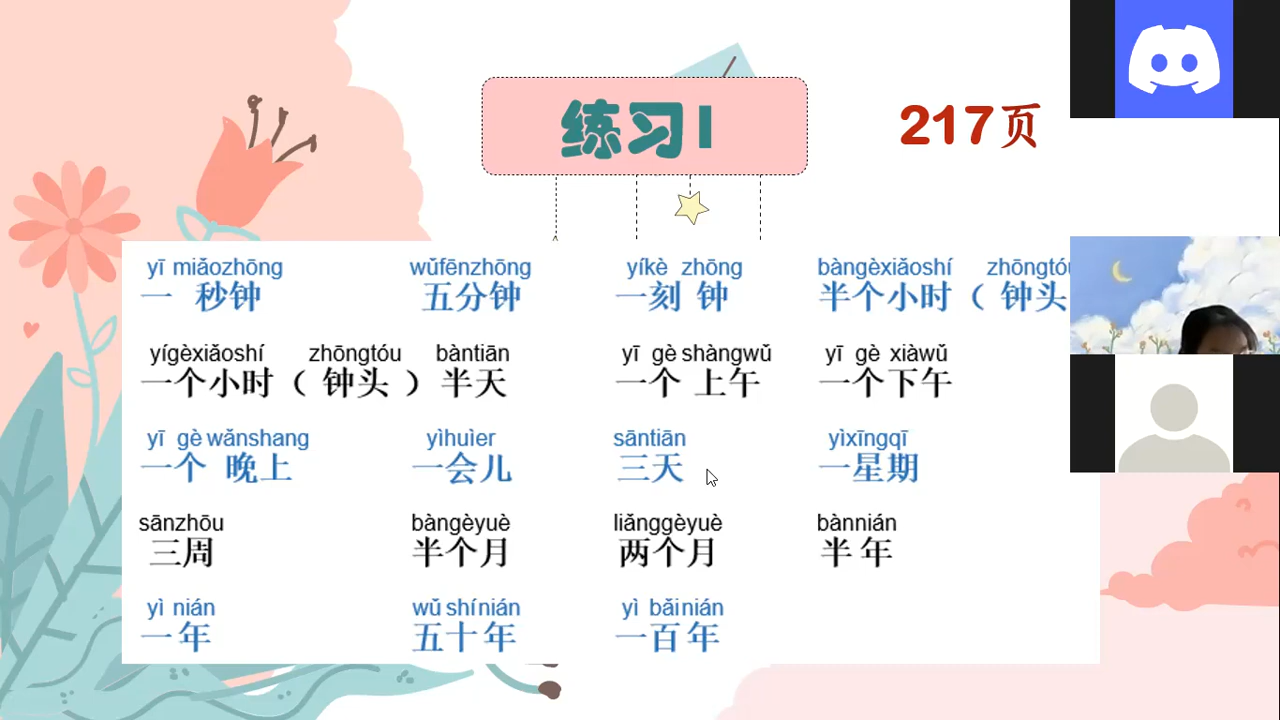 练习1
217页
yī miǎozhōng wǔfēnzhōng yíkè zhōng bàngèxiǎoshí zhōngtóu
一 秒钟 五分钟 一刻 钟 半个小时（ 钟头
yígèxiǎoshí zhōngtóu bàntiān yī gè shàngwǔ yī gè xiàwǔ
一个小时（ 钟头 ） 半天 一个 上午 一个下午
yī gè wǎnshang yìhuìer sāntiān yìxīngqī
一个 晚上 一会儿 三天 一星期
sānzhōu bàngèyuè liǎnggèyuè bànnián
三周 半个月 两个月 半 年
yì nián wǔ shínián yì bǎinián
一 年 五十 年 一百 年